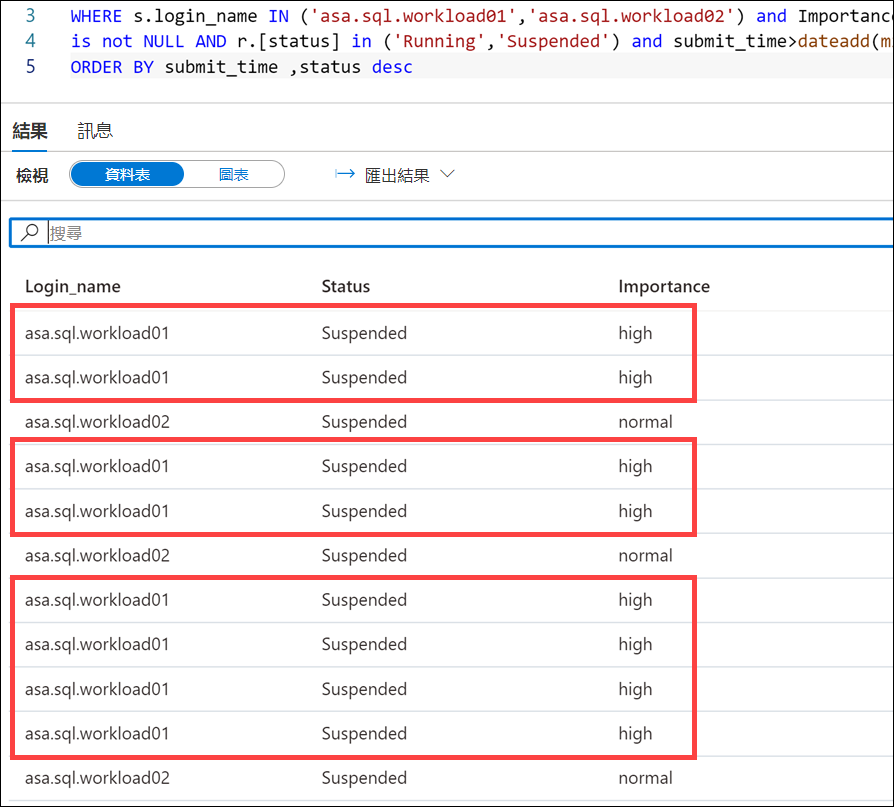 3 WHERE s.login_name IN ('asa.sql.workload01','asa.sql.workload02') and Importanc
4 is not NULL AND r.[status] in ('Running','Suspended') and submit_time>dateadd(m
5 ORDER BY submit_time ,status desc
結果 訊息
檢視 資料表 圖表 匯出結果
搜尋
Login_name Status Importance
asa.sql.workload01 Suspended high
asa.sql.workload01 Suspended high
asa.sql.workload02 Suspended normal
asa.sql.workload01 Suspended high
asa.sql.workload01 Suspended high
asa.sql.workload02 Suspended normal
asa.sql.workload01 Suspended high
asa.sql.workload01 Suspended high
asa.sql.workload01 Suspended high
asa.sql.workload01 Suspended high
asa.sql.workload02 Suspended normal